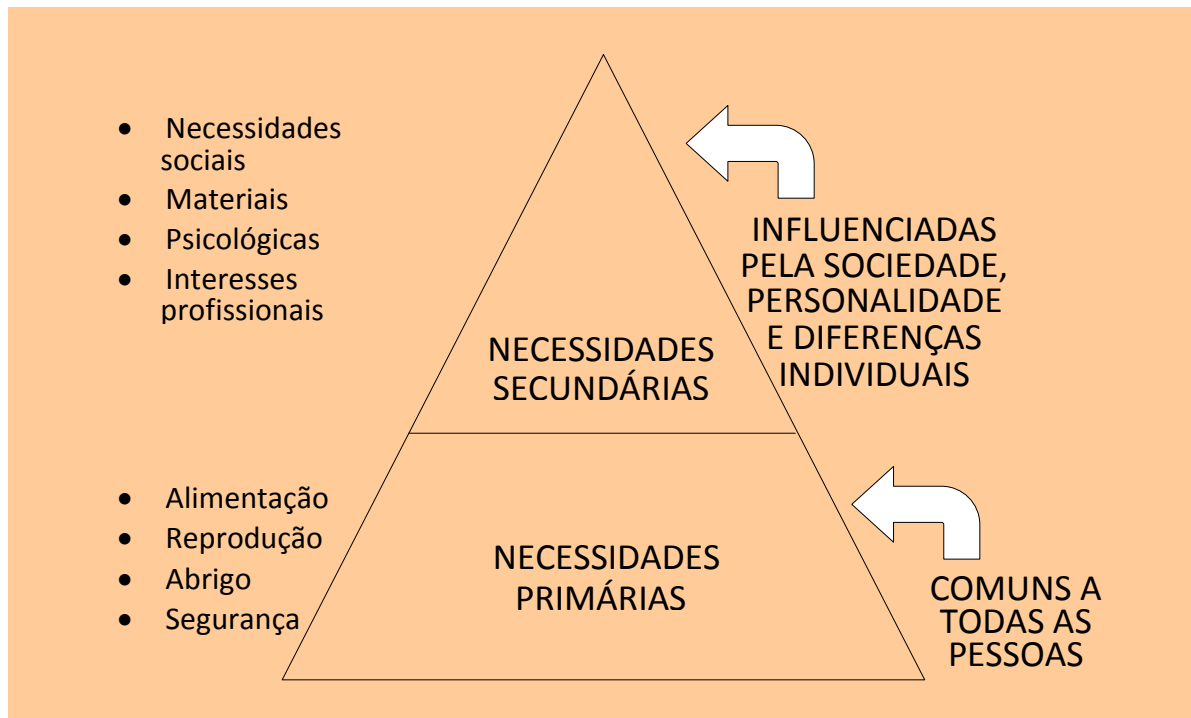 • Necessidades
sociais
• Materiais
• Psicológicas
• Interesses
profissionais
INFLUENCIADAS
PELA SOCIEDADE,
PERSONALIDADE
E DIFERENÇAS
INDIVIDUAIS
NECESSIDADES
SECUNDÁRIAS
• Alimentação
• Reprodução
• Abrigo
• Segurança
NECESSIDADES
PRIMÁRIAS
COMUNS A
TODAS AS
PESSOAS